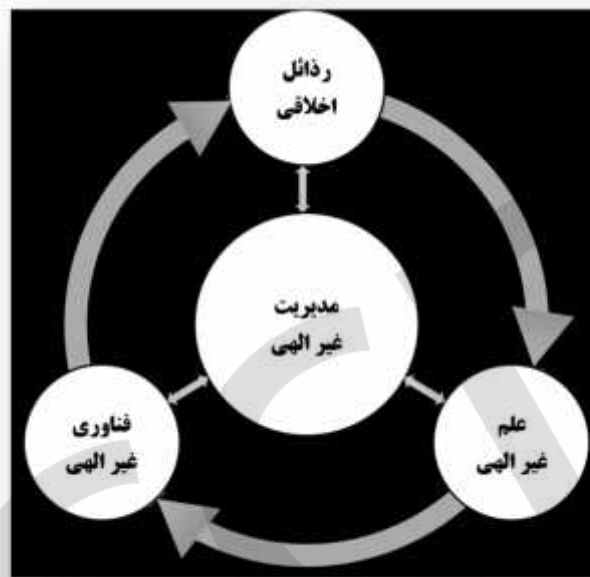 رذائل
اخلاقی
مدیریت
غیر الهی
علم
غیر الهی
فناوری
غیر الهی